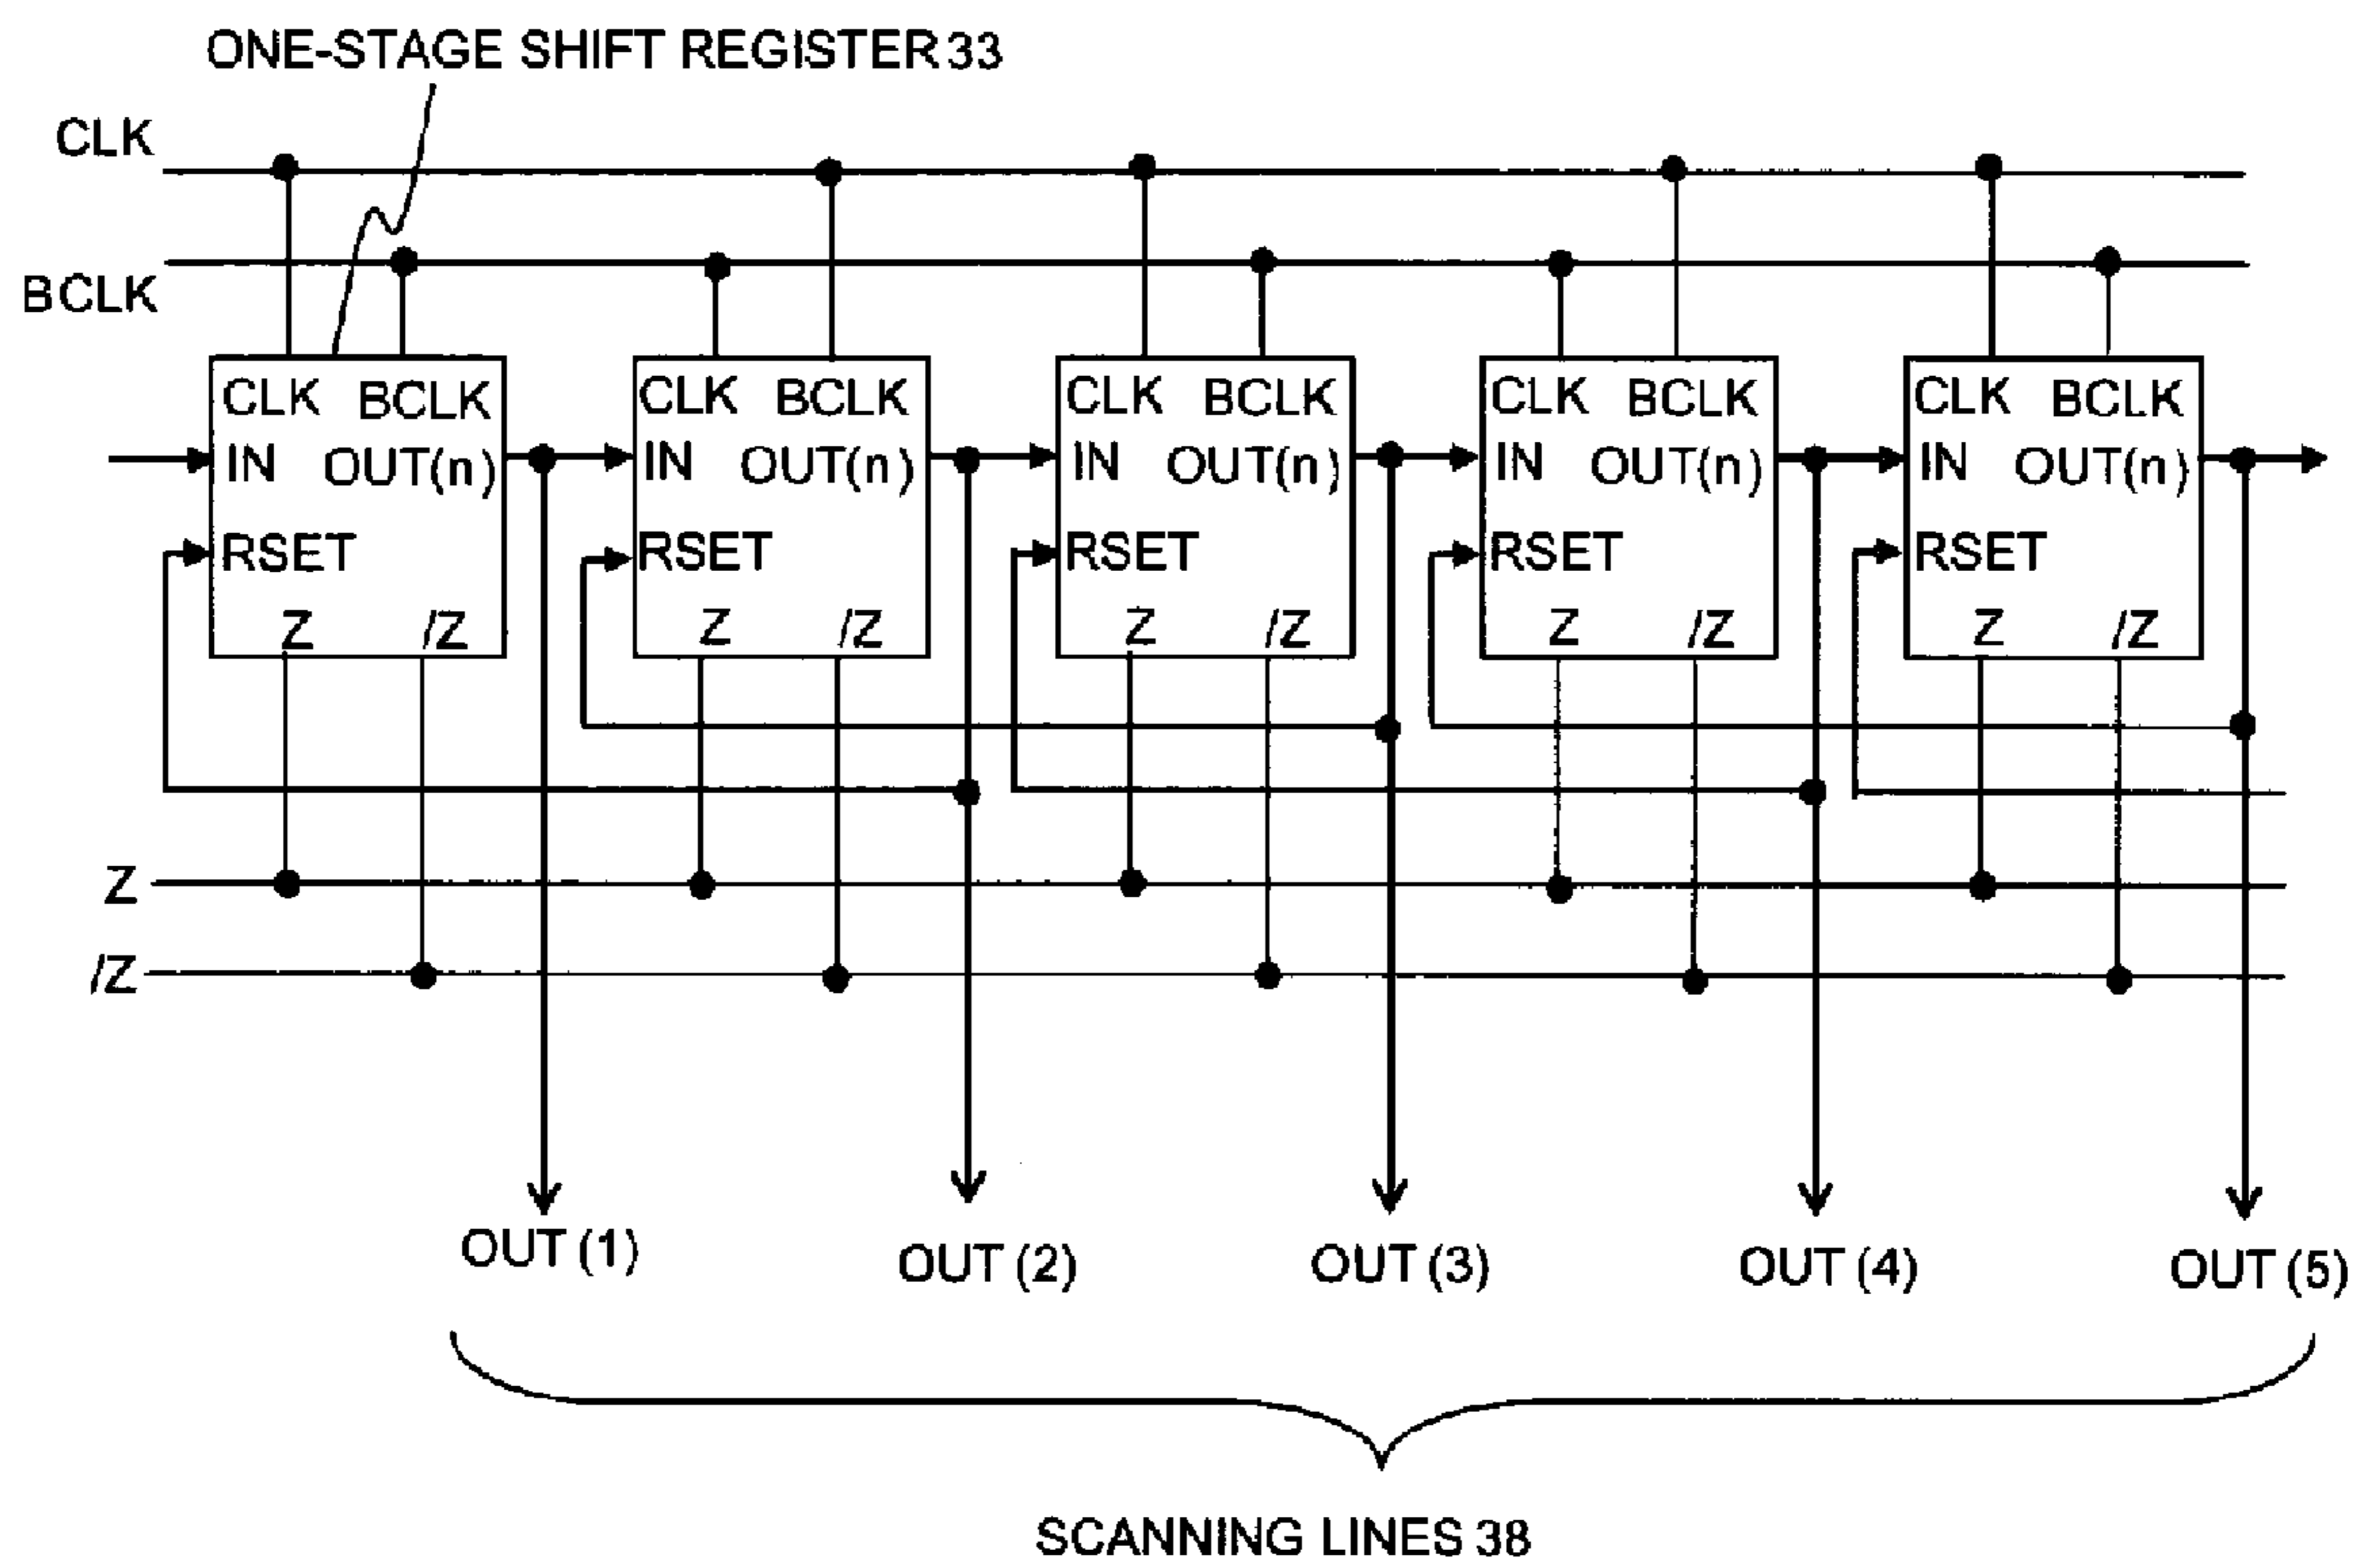 ONE-STAGE SHIFT REGISTER 33
CLK
BCLK
CLK BCLK CLK BCLK CLK BCLK CLK BCLK CLK BCLK
IN OUT(n) IN OUT(n) IN OUT(n) IN OUT(n) IN OUT(n)
RSET RSET RSET RSET RSET
Z /Z Z /Z Z /Z Z /Z Z /Z
Z
/Z
OUT (1) OUT (2) OUT (3) OUT (4) OUT (5)
SCANNING LINES 38